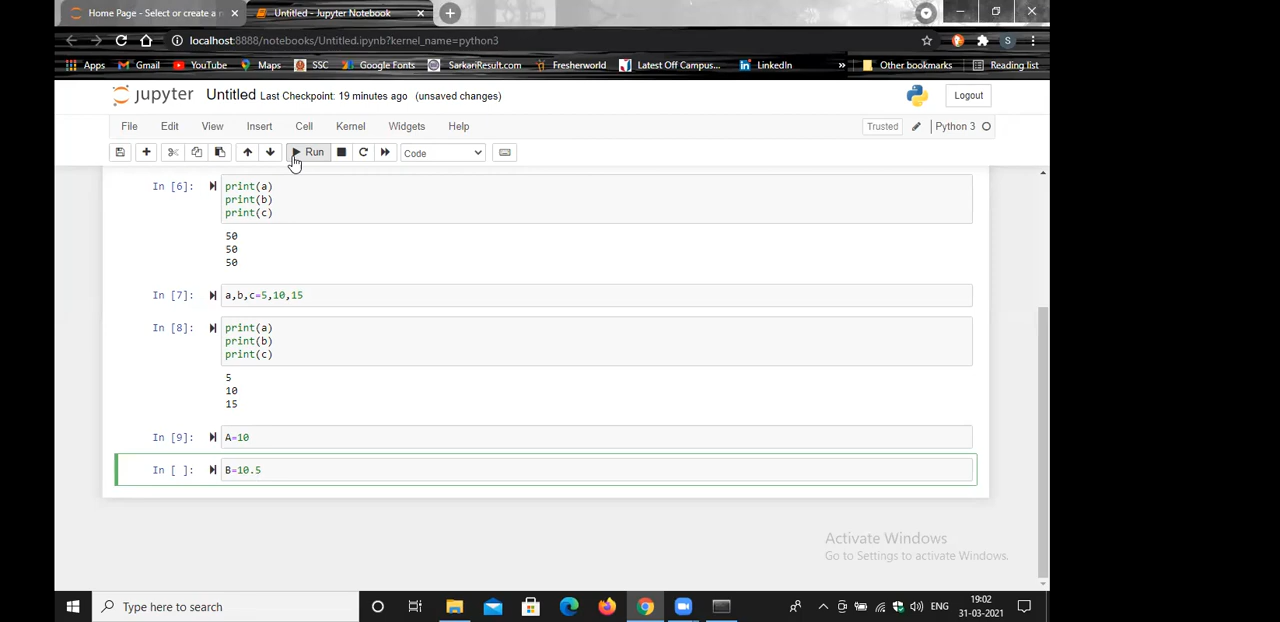 Home Page - Select or create a n
Untitled - Jupyter Notebook
localhost:8888/notebooks/Untitled.ipynb?kernel_name=python3
S
Apps Gmail YouTube Maps SSC Google Fonts SarkariResult.com Fresherworld Latest Off Campus... LinkedIn » Other bookmarks Reading list
jupyter Untitled Last Checkpoint: 19 minutes ago (unsaved changes) Logout
File Edit View Insert Cell Kernel Widgets Help Trusted Python 3
Run Code
In [6]: print(a)
print(b)
print(c)
50
50
50
In [7]: a,b,c=5,10,15
In [8]: print(a)
print(b)
print(c)
5
10
15
In [9]: A=10
In [ ]: B=10.5
Activate Windows
Go to Settings to activate Windows.
Type here to search
ENG
19:02
31-03-2021